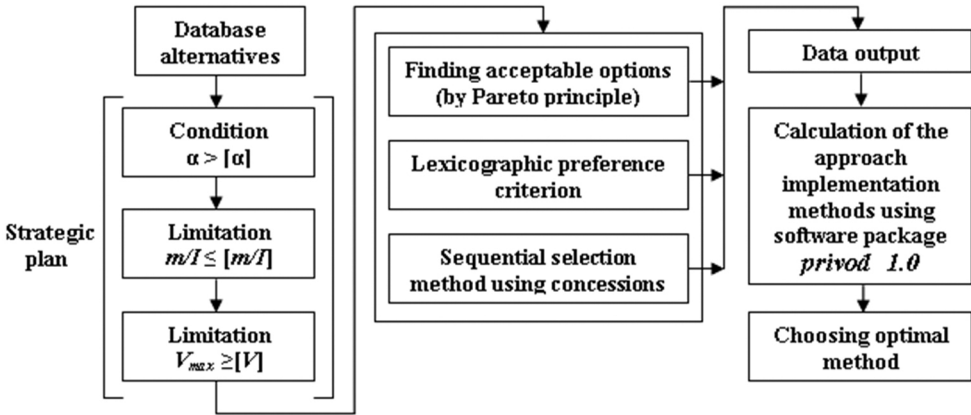 Database
alternatives
Strategic
plan
Condition
α > [α]
Limitation
m/I ≤ [m/I]
Limitation
Vmax ≥[V]
Finding acceptable options
(by Pareto principle)
Lexicographic preference
criterion
Sequential selection
method using concessions
Data output
Calculation of the
approach
implementation
methods using
software package
privod 1.0
Choosing optimal
method